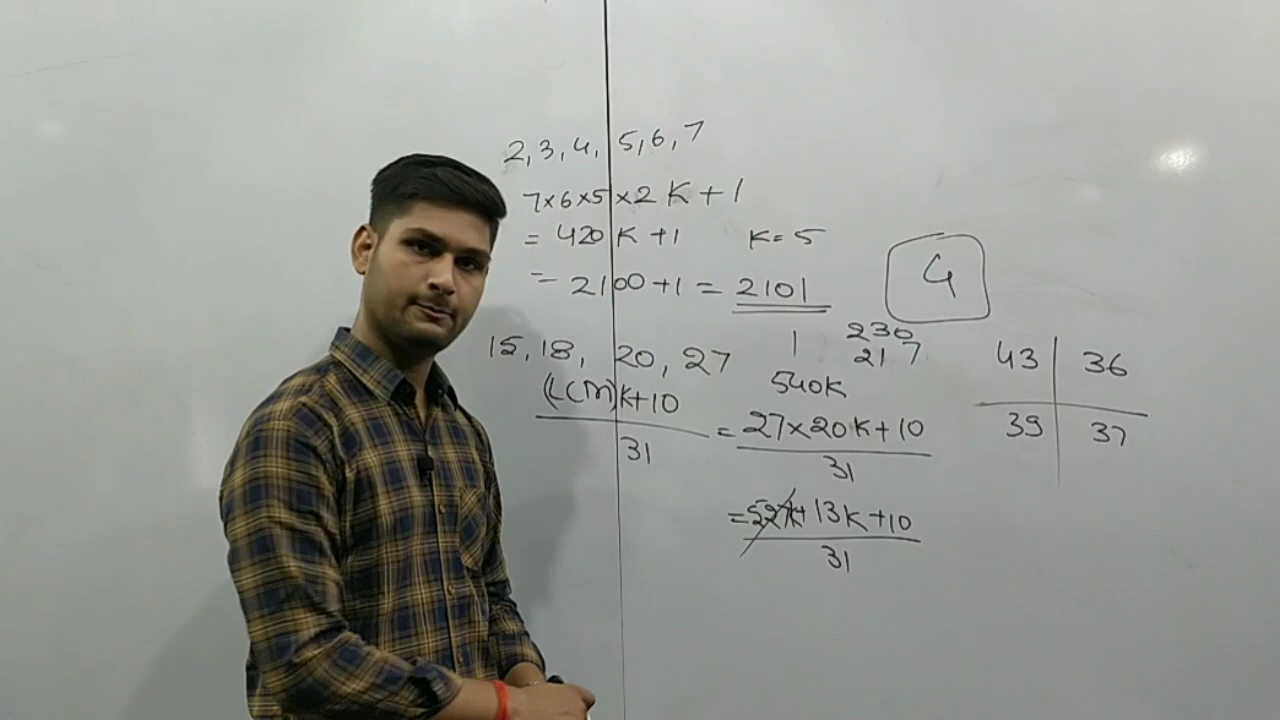 2, 3, 4, 5, 6, 7
7×6×5×2K+1
= 420K+1 K=5
= 2100+1 = 2101
4
15, 18, 20, 27
(LCM)K+10
31
1
230
217
540K
= 27×20K+10
31
= 527K+13K+10
31
43 36
39 37